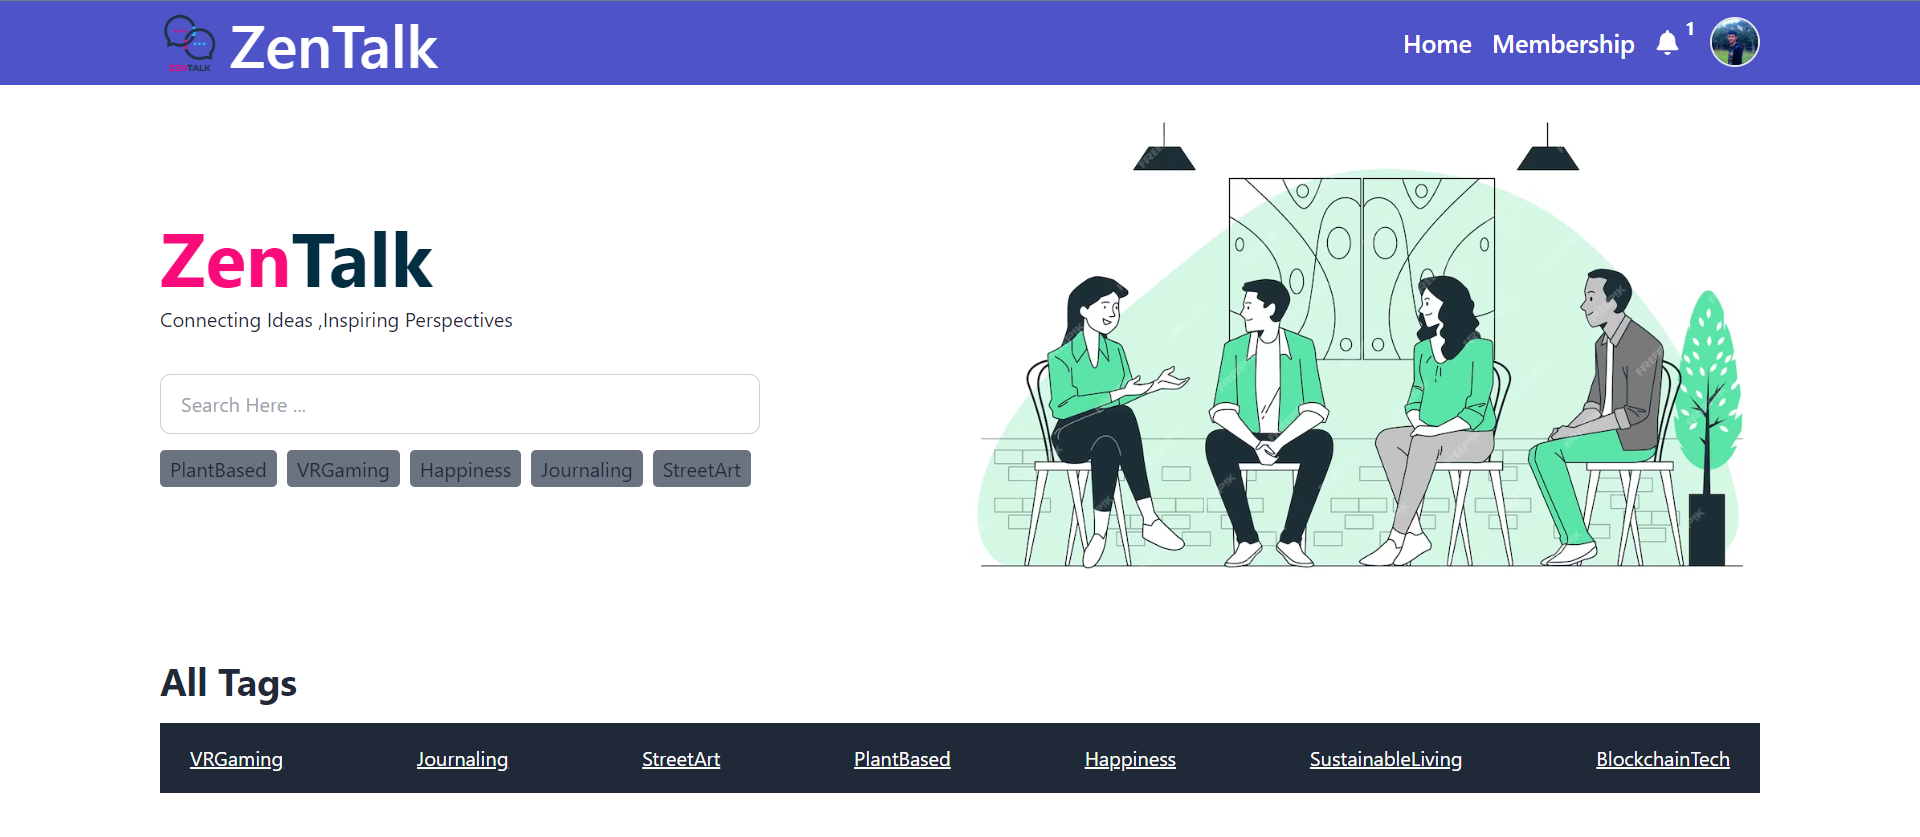 ZENTALK
ZenTalk
Home Membership 1
ZenTalk
Connecting Ideas ,Inspiring Perspectives
Search Here ...
PlantBased VRGaming Happiness Journaling StreetArt
All Tags
VRGaming Journaling StreetArt PlantBased Happiness SustainableLiving BlockchainTech